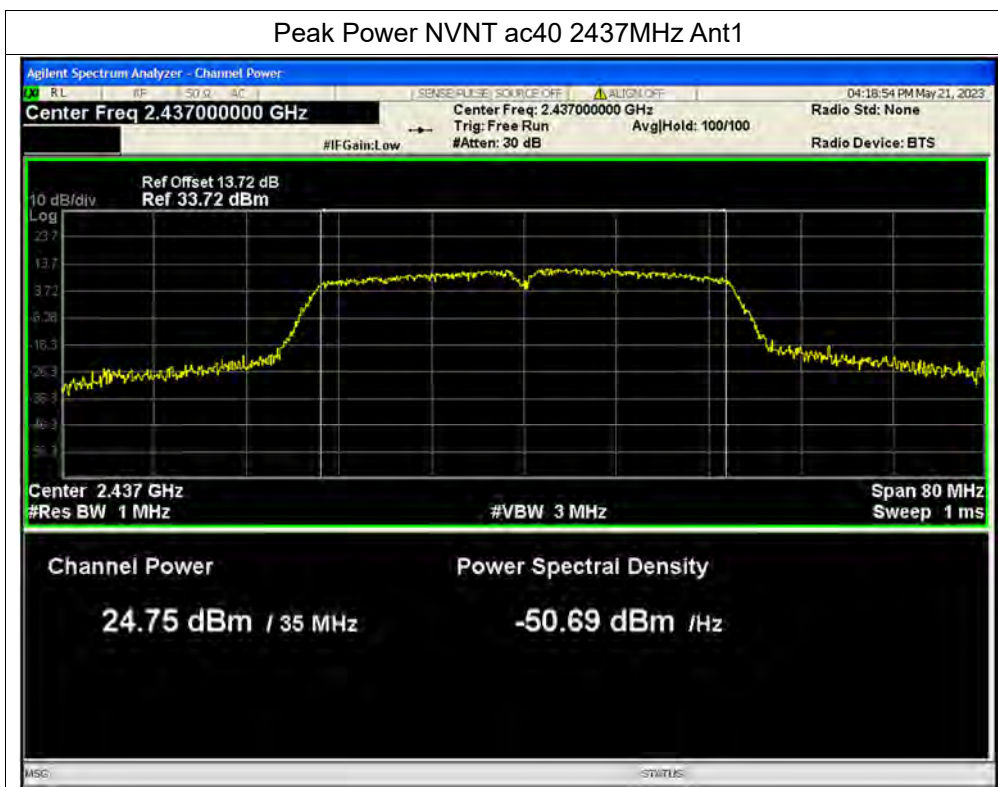 Peak Power NVNT ac40 2437MHz Ant1
Agilent Spectrum Analyzer - Channel Power
RL RF 50 Ω AC SENSE:PULSE SOURCE OFF ALIGN OFF 04:18:54 PM May 21, 2023
Center Freq 2.437000000 GHz Center Freq: 2.437000000 GHz Radio Std: None
Trig: Free Run Avg|Hold: 100/100
#IFGain:Low #Atten: 30 dB Radio Device: BTS
Ref Offset 13.72 dB
10 dB/div Ref 33.72 dBm
Log
23.7
13.7
3.72
-6.28
-16.3
-26.3
-36.3
-46.3
-56.3
Center 2.437 GHz Span 80 MHz
#Res BW 1 MHz #VBW 3 MHz Sweep 1 ms
Channel Power Power Spectral Density
24.75 dBm / 35 MHz -50.69 dBm /Hz
MSG STATUS